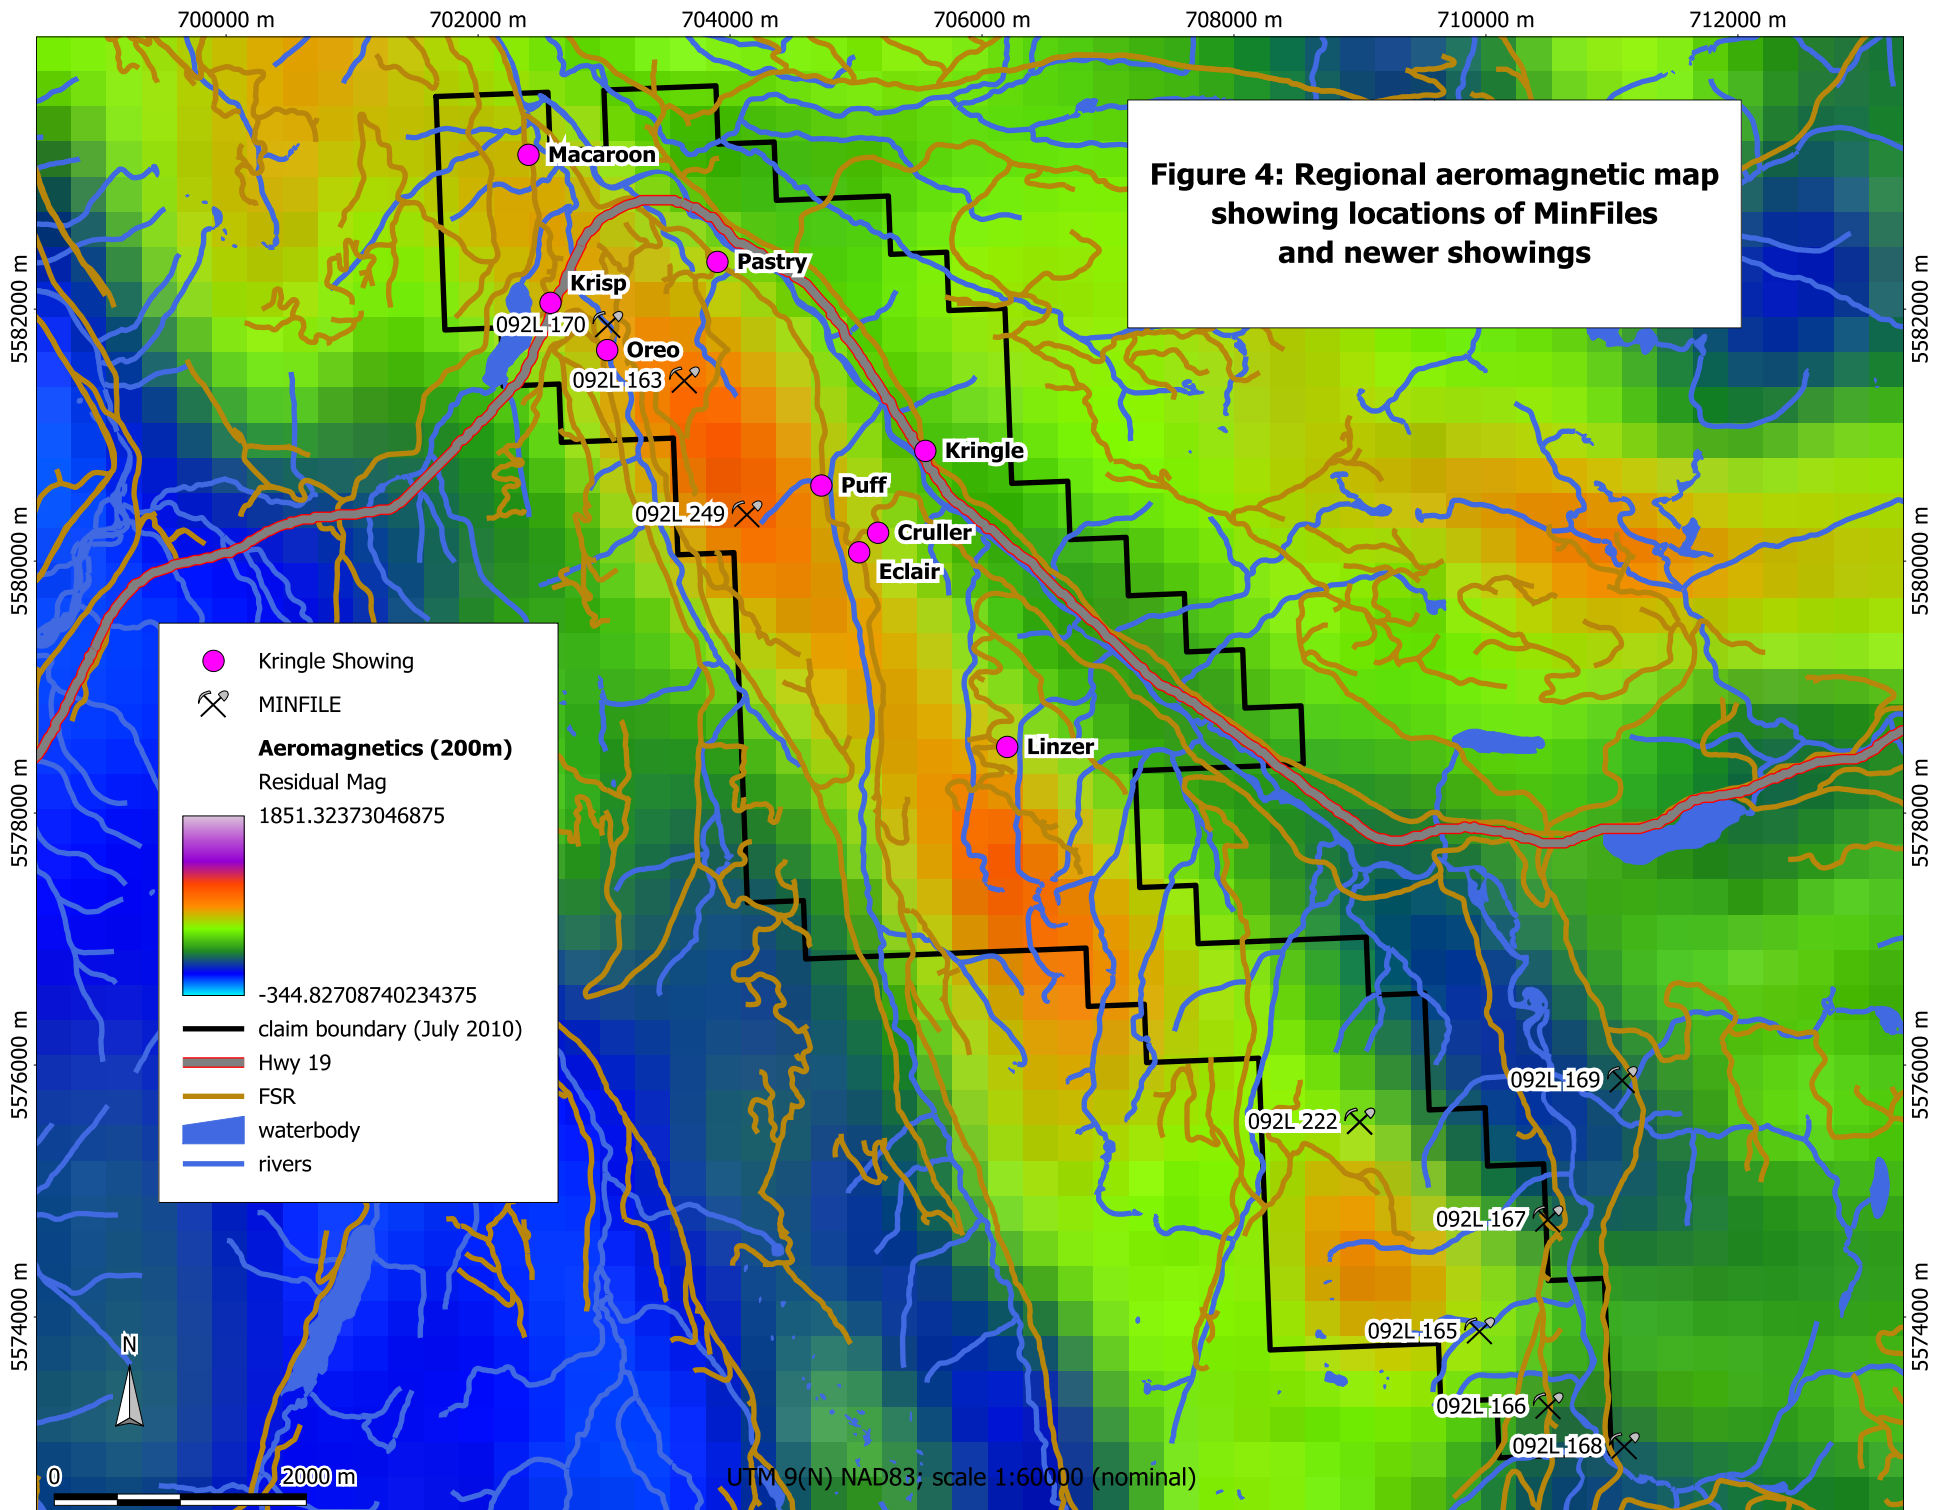 700000 m
702000 m
704000 m
706000 m
708000 m
710000 m
712000 m
Figure 4: Regional aeromagnetic map
showing locations of MinFiles
and newer showings
Macaroon
Pastry
Krisp
092L 170
Oreo
092L 163
Kringle
Puff
092L 249
Cruller
Eclair
Linzer
092L 169
092L 222
092L 167
092L 165
092L 166
092L 168
5582000 m
5580000 m
5578000 m
5576000 m
5574000 m
5582000 m
5580000 m
5578000 m
5576000 m
5574000 m
Kringle Showing
MINFILE
Aeromagnetics (200m)
Residual Mag
1851.32373046875
-344.82708740234375
claim boundary (July 2010)
Hwy 19
FSR
waterbody
rivers
N
0
2000 m
UTM 9(N) NAD83; scale 1:60000 (nominal)